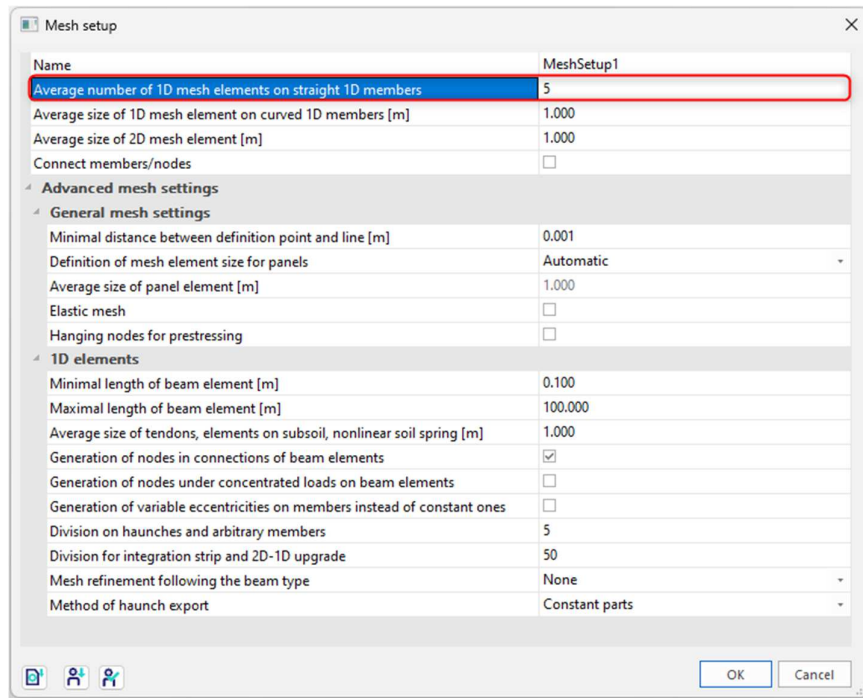 Mesh setup
Name MeshSetup1
Average number of 1D mesh elements on straight 1D members 5
Average size of 1D mesh element on curved 1D members [m] 1.000
Average size of 2D mesh element [m] 1.000
Connect members/nodes
Advanced mesh settings
General mesh settings
Minimal distance between definition point and line [m] 0.001
Definition of mesh element size for panels Automatic
Average size of panel element [m] 1.000
Elastic mesh
Hanging nodes for prestressing
1D elements
Minimal length of beam element [m] 0.100
Maximal length of beam element [m] 100.000
Average size of tendons, elements on subsoil, nonlinear soil spring [m] 1.000
Generation of nodes in connections of beam elements
Generation of nodes under concentrated loads on beam elements
Generation of variable eccentricities on members instead of constant ones
Division on haunches and arbitrary members 5
Division for integration strip and 2D-1D upgrade 50
Mesh refinement following the beam type None
Method of haunch export Constant parts
OK Cancel